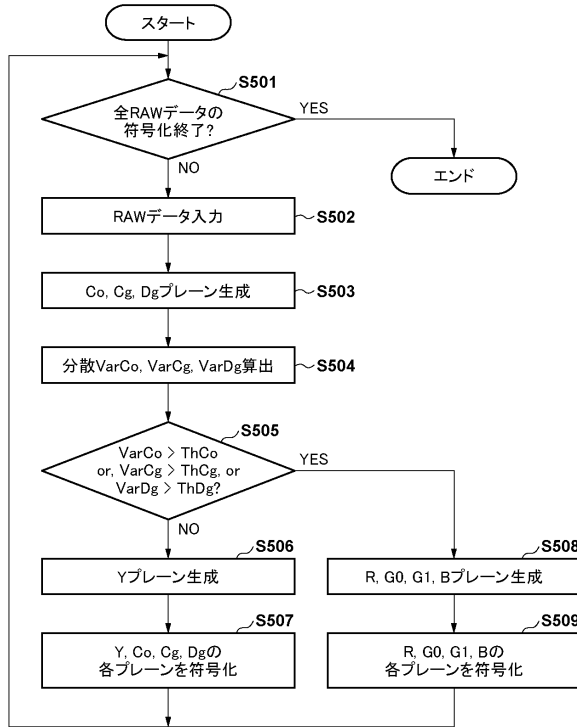 スタート
S501
全RAWデータの
符号化終了?
YES
NO
エンド
RAWデータ入力
S502
Co, Cg, Dgプレーン生成
S503
分散VarCo, VarCg, VarDg算出
S504
S505
VarCo > ThCo
or, VarCg > ThCg, or
VarDg > ThDg?
YES
NO
S506
Yプレーン生成
S508
R, G0, G1, Bプレーン生成
S507
Y, Co, Cg, Dgの
各プレーンを符号化
S509
R, G0, G1, Bの
各プレーンを符号化